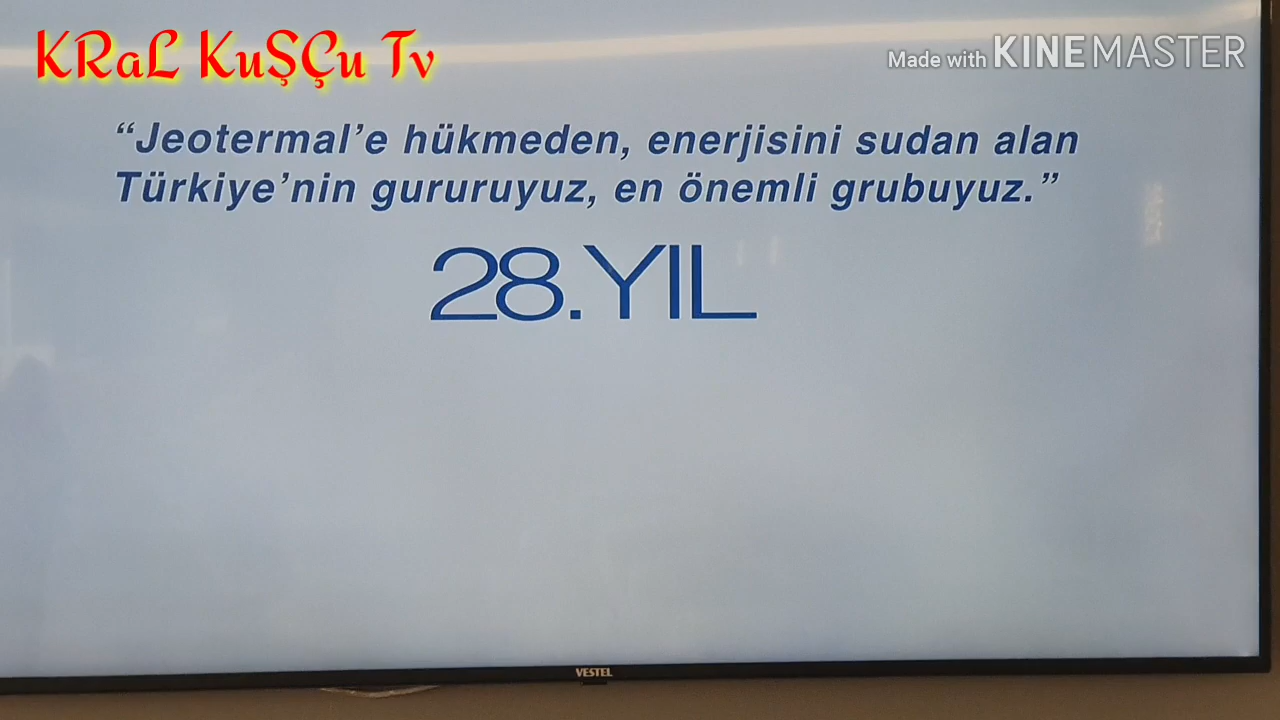 KRaL KuŞÇu Tv
Made with KINEMASTER
“Jeotermal’e hükmeden, enerjisini sudan alan
Türkiye’nin gururuyuz, en önemli grubuyuz.”
28.YIL
VESTEL